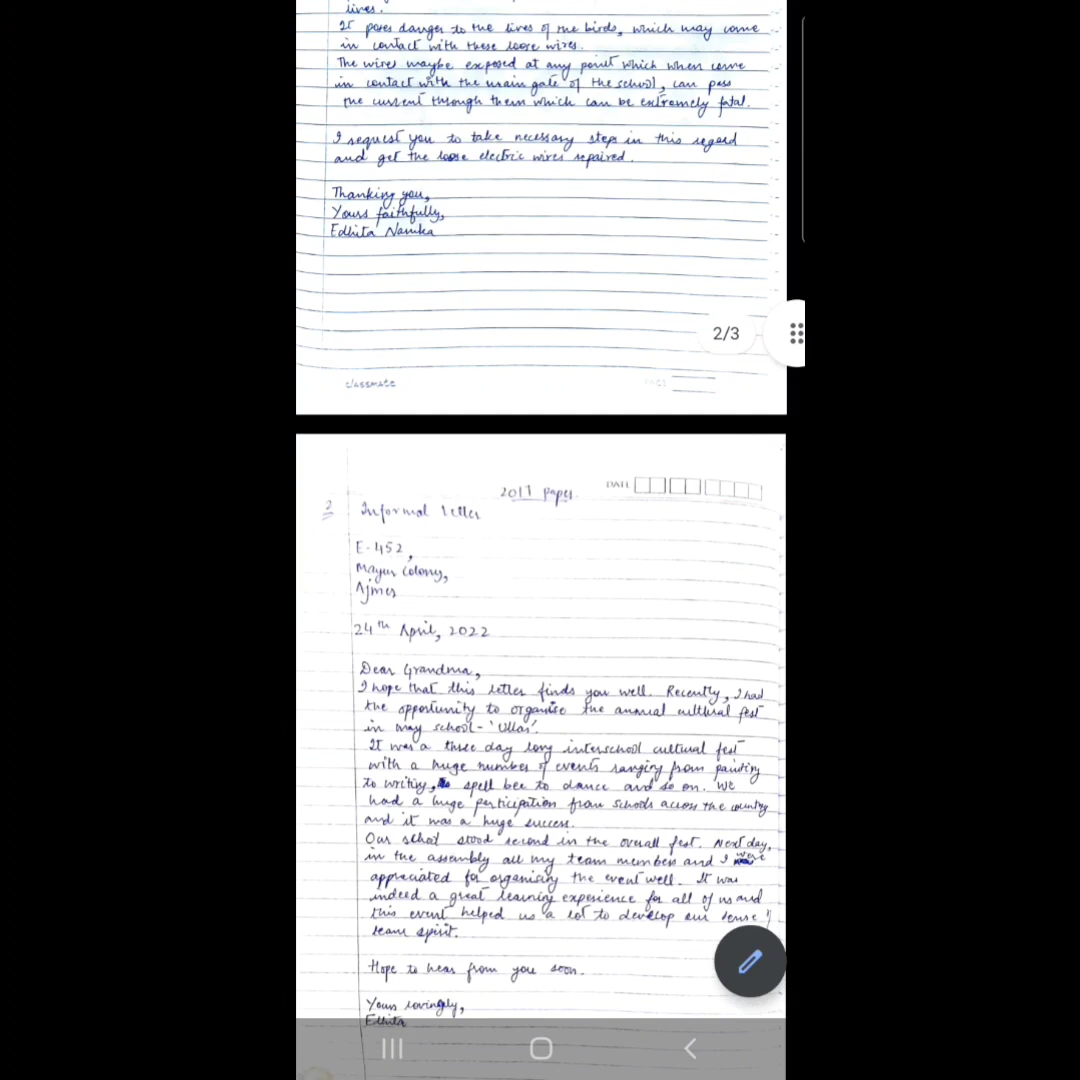 lives.
It poses danger to the lives of the birds, which may come
in contact with these loose wires.
The wires maybe exposed at any point which when come
in contact with the main gate of the school, can pass
the current through them which can be extremely fatal.
I request you to take necessary steps in this regard
and get the loose electric wires repaired.
Thanking you,
Yours faithfully,
Edhita Namika
2/3
classmate
PAGE
DATE
2017 paper
2 Informal letter
E-452,
Mayur Colony,
Ajmer
24th April, 2022
Dear Grandma,
I hope that this letter finds you well. Recently, I had
the opportunity to organise the annual cultural fest
in my school - 'Ullas'.
It was a three day long interschool cultural fest
with a huge number of events ranging from painting
to writing, spell bee to dance and so on. We
had a huge participation from schools across the country
and it was a huge success.
Our school stood second in the overall fest. Next day,
in the assembly all my team members and I were
appreciated for organising the event well. It was
indeed a great learning experience for all of us and
this event helped us a lot to develop our sense of
team spirit.
Hope to hear from you soon.
Yours lovingly,
Edhita